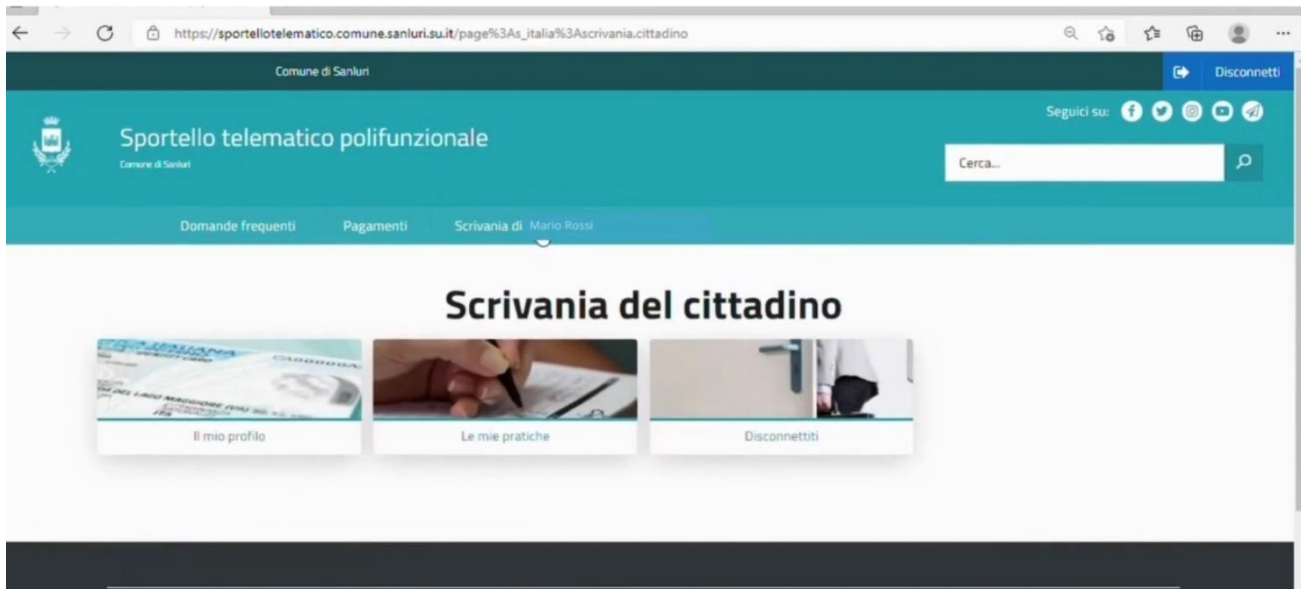 https://sportellotelematico.comune.sanluri.su.it/page%3As_italia%3Ascrivania.cittadino
Comune di Sanluri
Disconnetti
Seguici su:
Sportello telematico polifunzionale
Comune di Sanluri
Cerca...
Domande frequenti Pagamenti Scrivania di Mario Rossi
Scrivania del cittadino
Il mio profilo Le mie pratiche Disconnettiti